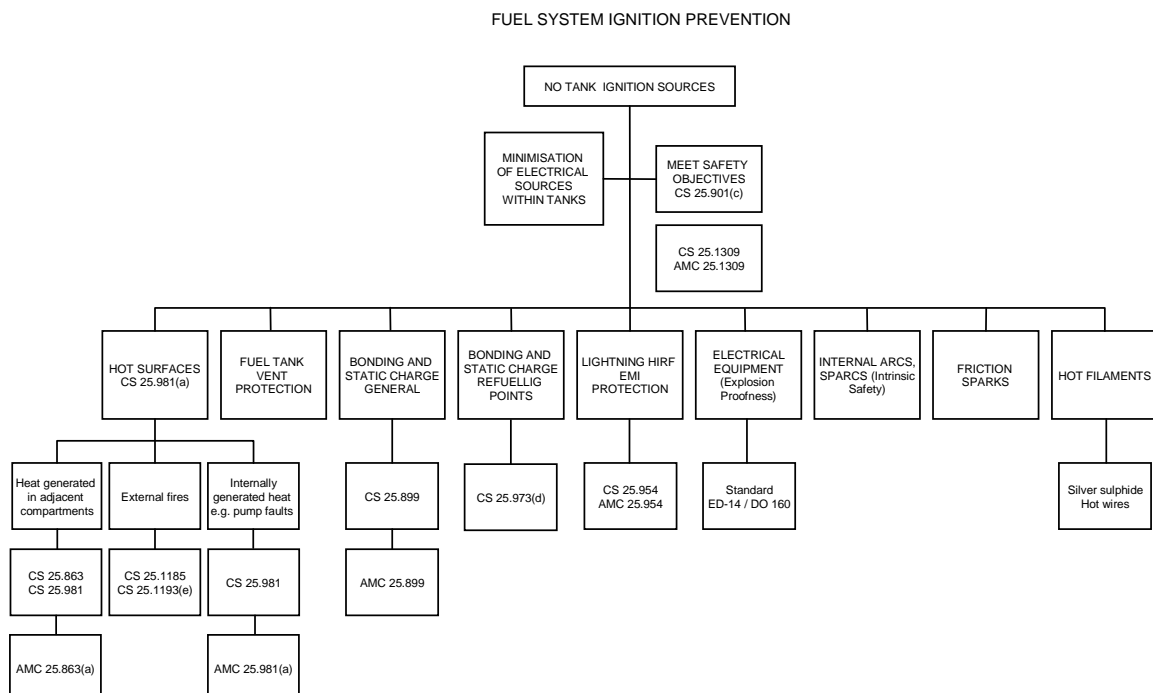 FUEL SYSTEM IGNITION PREVENTION
NO TANK IGNITION SOURCES
MINIMISATION
OF ELECTRICAL
SOURCES
WITHIN TANKS
MEET SAFETY
OBJECTIVES
CS 25.901(c)
CS 25.1309
AMC 25.1309
HOT SURFACES
CS 25.981(a)
FUEL TANK
VENT
PROTECTION
BONDING AND
STATIC CHARGE
GENERAL
BONDING AND
STATIC CHARGE
REFUELLIG
POINTS
LIGHTNING HIRF
EMI
PROTECTION
ELECTRICAL
EQUIPMENT
(Explosion
Proofness)
INTERNAL ARCS,
SPARCS (Intrinsic
Safety)
FRICTION
SPARKS
HOT FILAMENTS
Heat generated
in adjacent
compartments
External fires
Internally
generated heat
e.g. pump faults
CS 25.899
CS 25.973(d)
CS 25.954
AMC 25.954
Standard
ED-14 / DO 160
Silver sulphide
Hot wires
CS 25.863
CS 25.981
CS 25.1185
CS 25.1193(e)
CS 25.981
AMC 25.899
AMC 25.863(a)
AMC 25.981(a)